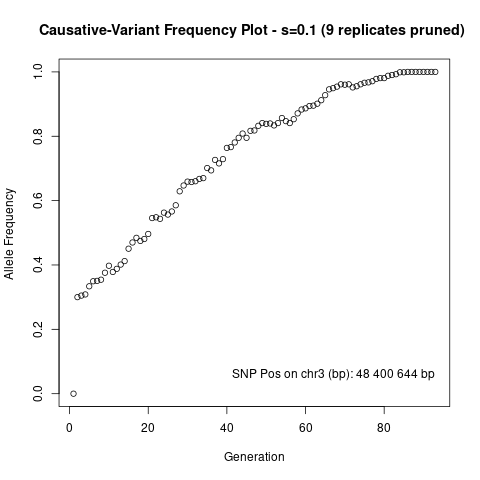 Causative-Variant Frequency Plot - s=0.1 (9 replicates pruned)
1.0
0.8
0.6
0.4
0.2
0.0
Allele Frequency
SNP Pos on chr3 (bp): 48 400 644 bp
0 20 40 60 80
Generation